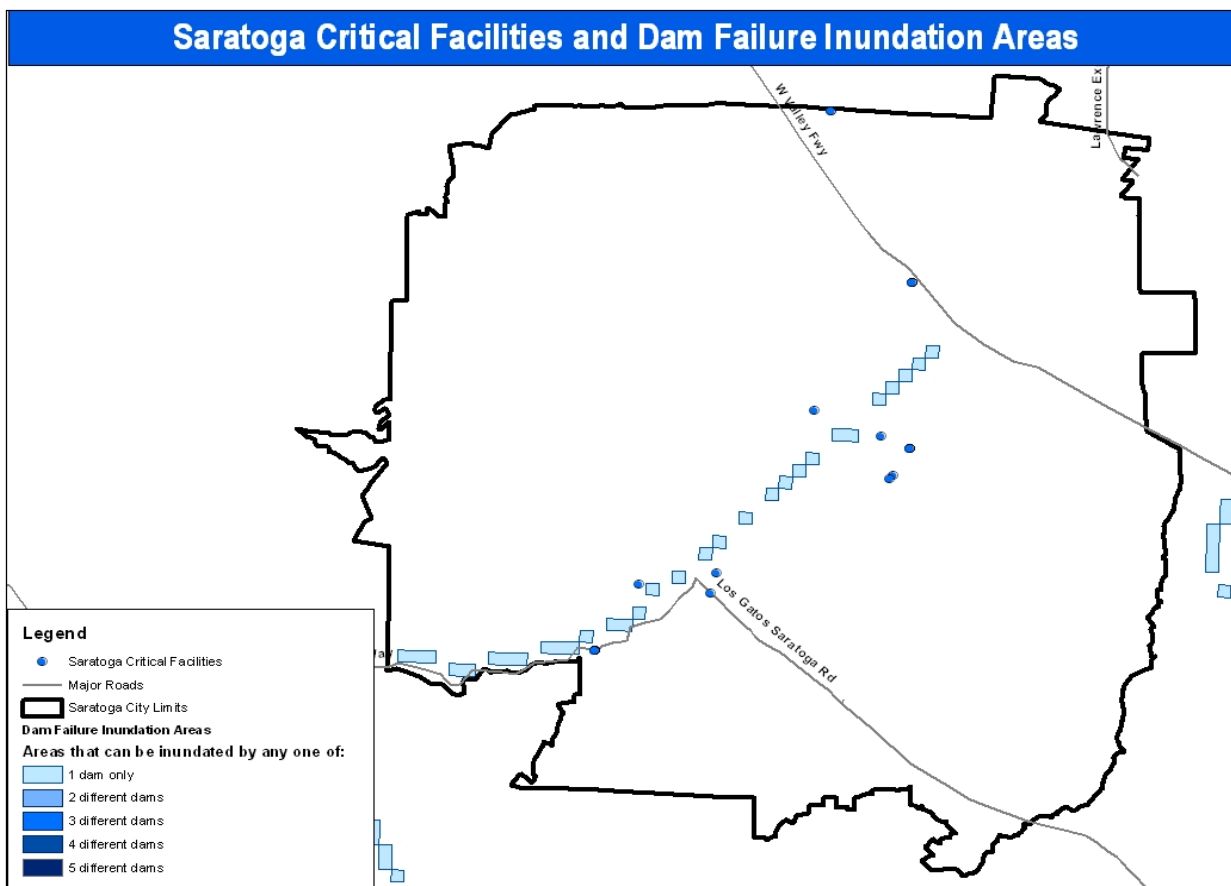 Saratoga Critical Facilities and Dam Failure Inundation Areas
W Valley Fwy
Lawrence Ex
Los Gatos Saratoga Rd
Legend
Saratoga Critical Facilities
Major Roads
Saratoga City Limits
Dam Failure Inundation Areas
Areas that can be inundated by any one of:
1 dam only
2 different dams
3 different dams
4 different dams
5 different dams